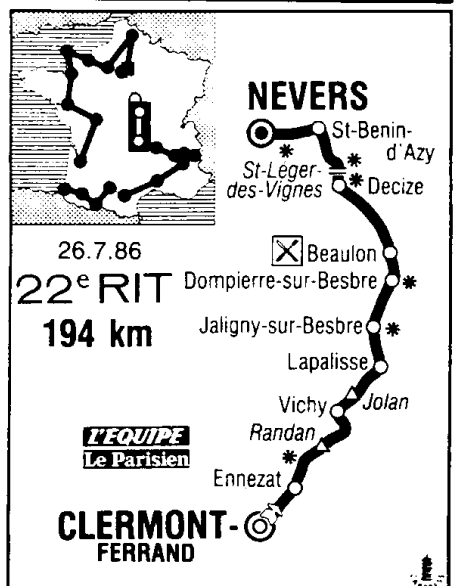 NEVERS
St-Benin-
d'Azy
St-Léger-
des-Vignes
Decize
26.7.86
22e RIT
194 km
Beaulon
Dompierre-sur-Besbre
Jaligny-sur-Besbre
Lapalisse
Vichy
Jolan
Randan
L'EQUIPE
Le Parisien
Ennezat
CLERMONT-
FERRAND